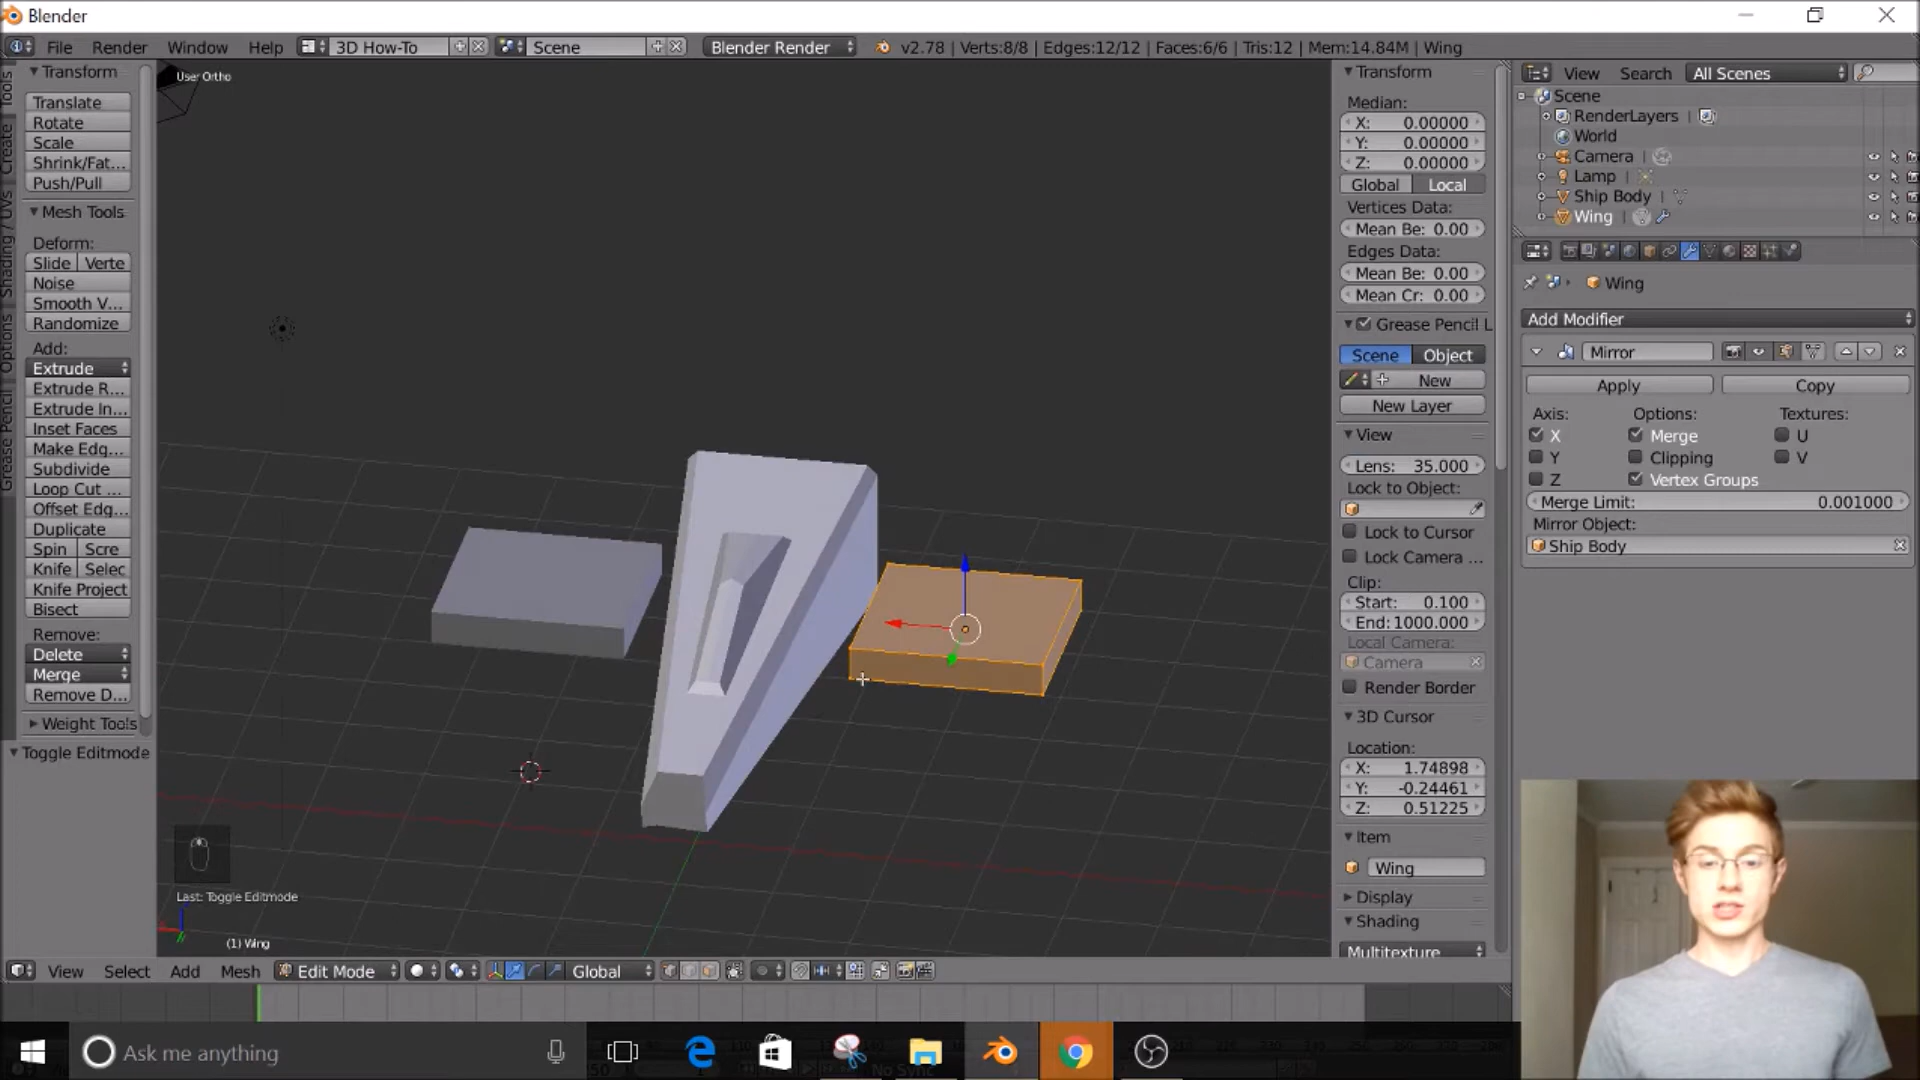 Blender
File Render Window Help 3D How-To Scene Blender Render v2.78 | Verts:8/8 | Edges:12/12 | Faces:6/6 | Tris:12 | Mem:14.84M | Wing
Tools
Create
Shading / UVs
Options
Grease Pencil
Transform
Translate
Rotate
Scale
Shrink/Fat...
Push/Pull
Mesh Tools
Deform:
Slide Verte
Noise
Smooth V...
Randomize
Add:
Extrude
Extrude R...
Extrude In...
Inset Faces
Make Edg...
Subdivide
Loop Cut ...
Offset Edg...
Duplicate
Spin Scre
Knife Selec
Knife Project
Bisect
Remove:
Delete
Merge
Remove D...
Weight Tools
Toggle Editmode
User Ortho
Last: Toggle Editmode
(1) Wing
View Select Add Mesh Edit Mode Global
Transform
Median:
X: 0.00000
Y: 0.00000
Z: 0.00000
Global Local
Vertices Data:
Mean Be: 0.00
Edges Data:
Mean Be: 0.00
Mean Cr: 0.00
Grease Pencil L
Scene Object
New
New Layer
View
Lens: 35.000
Lock to Object:
Lock to Cursor
Lock Camera ...
Clip:
Start: 0.100
End: 1000.000
Local Camera:
Camera
Render Border
3D Cursor
Location:
X: 1.74898
Y: -0.24461
Z: 0.51225
Item
Wing
Display
Shading
Multitexture
View Search All Scenes
Scene
RenderLayers
World
Camera
Lamp
Ship Body
Wing
Wing
Add Modifier
Mirror
Apply Copy
Axis: Options: Textures:
X Merge U
Y Clipping V
Z Vertex Groups
Merge Limit: 0.001000
Mirror Object:
Ship Body
Ask me anything
No Sync